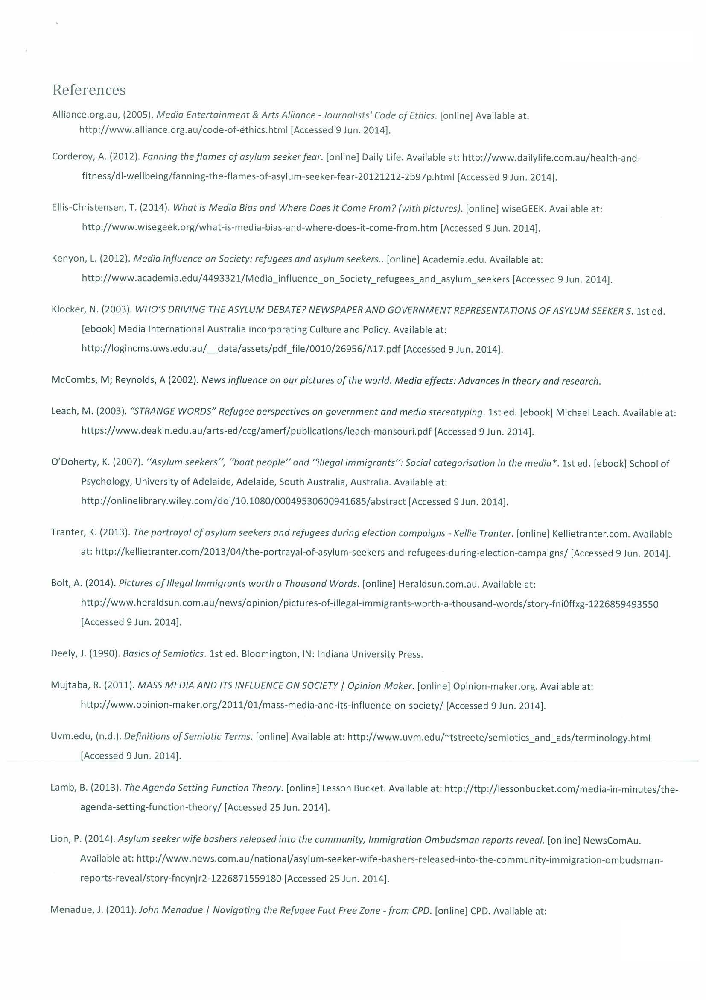 References
Alliance.org.au, (2005). Media Entertainment & Arts Alliance - Journalists' Code of Ethics. [online] Available at:
http://www.alliance.org.au/code-of-ethics.html [Accessed 9 Jun. 2014].
Corderoy, A. (2012). Fanning the flames of asylum seeker fear. [online] Daily Life. Available at: http://www.dailylife.com.au/health-and-
fitness/dl-wellbeing/fanning-the-flames-of-asylum-seeker-fear-20121212-2b97p.html [Accessed 9 Jun. 2014].
Ellis-Christensen, T. (2014). What is Media Bias and Where Does it Come From? (with pictures). [online] wiseGEEK. Available at:
http://www.wisegeek.org/what-is-media-bias-and-where-does-it-come-from.htm [Accessed 9 Jun. 2014].
Kenyon, L. (2012). Media influence on Society: refugees and asylum seekers.. [online] Academia.edu. Available at:
http://www.academia.edu/4493321/Media_influence_on_Society_refugees_and_asylum_seekers [Accessed 9 Jun. 2014].
Klocker, N. (2003). WHO'S DRIVING THE ASYLUM DEBATE? NEWSPAPER AND GOVERNMENT REPRESENTATIONS OF ASYLUM SEEKER S. 1st ed.
[ebook] Media International Australia incorporating Culture and Policy. Available at:
http://logincms.uws.edu.au/__data/assets/pdf_file/0010/26956/A17.pdf [Accessed 9 Jun. 2014].
McCombs, M; Reynolds, A (2002). News influence on our pictures of the world. Media effects: Advances in theory and research.
Leach, M. (2003). “STRANGE WORDS” Refugee perspectives on government and media stereotyping. 1st ed. [ebook] Michael Leach. Available at:
https://www.deakin.edu.au/arts-ed/ccg/amerf/publications/leach-mansouri.pdf [Accessed 9 Jun. 2014].
O’Doherty, K. (2007). ‘‘Asylum seekers’’, ‘‘boat people’’ and ‘‘illegal immigrants’’: Social categorisation in the media*. 1st ed. [ebook] School of
Psychology, University of Adelaide, Adelaide, South Australia, Australia. Available at:
http://onlinelibrary.wiley.com/doi/10.1080/00049530600941685/abstract [Accessed 9 Jun. 2014].
Tranter, K. (2013). The portrayal of asylum seekers and refugees during election campaigns - Kellie Tranter. [online] Kellietranter.com. Available
at: http://kellietranter.com/2013/04/the-portrayal-of-asylum-seekers-and-refugees-during-election-campaigns/ [Accessed 9 Jun. 2014].
Bolt, A. (2014). Pictures of Illegal Immigrants worth a Thousand Words. [online] Heraldsun.com.au. Available at:
http://www.heraldsun.com.au/news/opinion/pictures-of-illegal-immigrants-worth-a-thousand-words/story-fni0ffxg-1226859493550
[Accessed 9 Jun. 2014].
Deely, J. (1990). Basics of Semiotics. 1st ed. Bloomington, IN: Indiana University Press.
Mujtaba, R. (2011). MASS MEDIA AND ITS INFLUENCE ON SOCIETY | Opinion Maker. [online] Opinion-maker.org. Available at:
http://www.opinion-maker.org/2011/01/mass-media-and-its-influence-on-society/ [Accessed 9 Jun. 2014].
Uvm.edu, (n.d.). Definitions of Semiotic Terms. [online] Available at: http://www.uvm.edu/~tstreete/semiotics_and_ads/terminology.html
[Accessed 9 Jun. 2014].
Lamb, B. (2013). The Agenda Setting Function Theory. [online] Lesson Bucket. Available at: http://ttp://lessonbucket.com/media-in-minutes/the-
agenda-setting-function-theory/ [Accessed 25 Jun. 2014].
Lion, P. (2014). Asylum seeker wife bashers released into the community, Immigration Ombudsman reports reveal. [online] NewsComAu.
Available at: http://www.news.com.au/national/asylum-seeker-wife-bashers-released-into-the-community-immigration-ombudsman-
reports-reveal/story-fncynjr2-1226871559180 [Accessed 25 Jun. 2014].
Menadue, J. (2011). John Menadue | Navigating the Refugee Fact Free Zone - from CPD. [online] CPD. Available at: